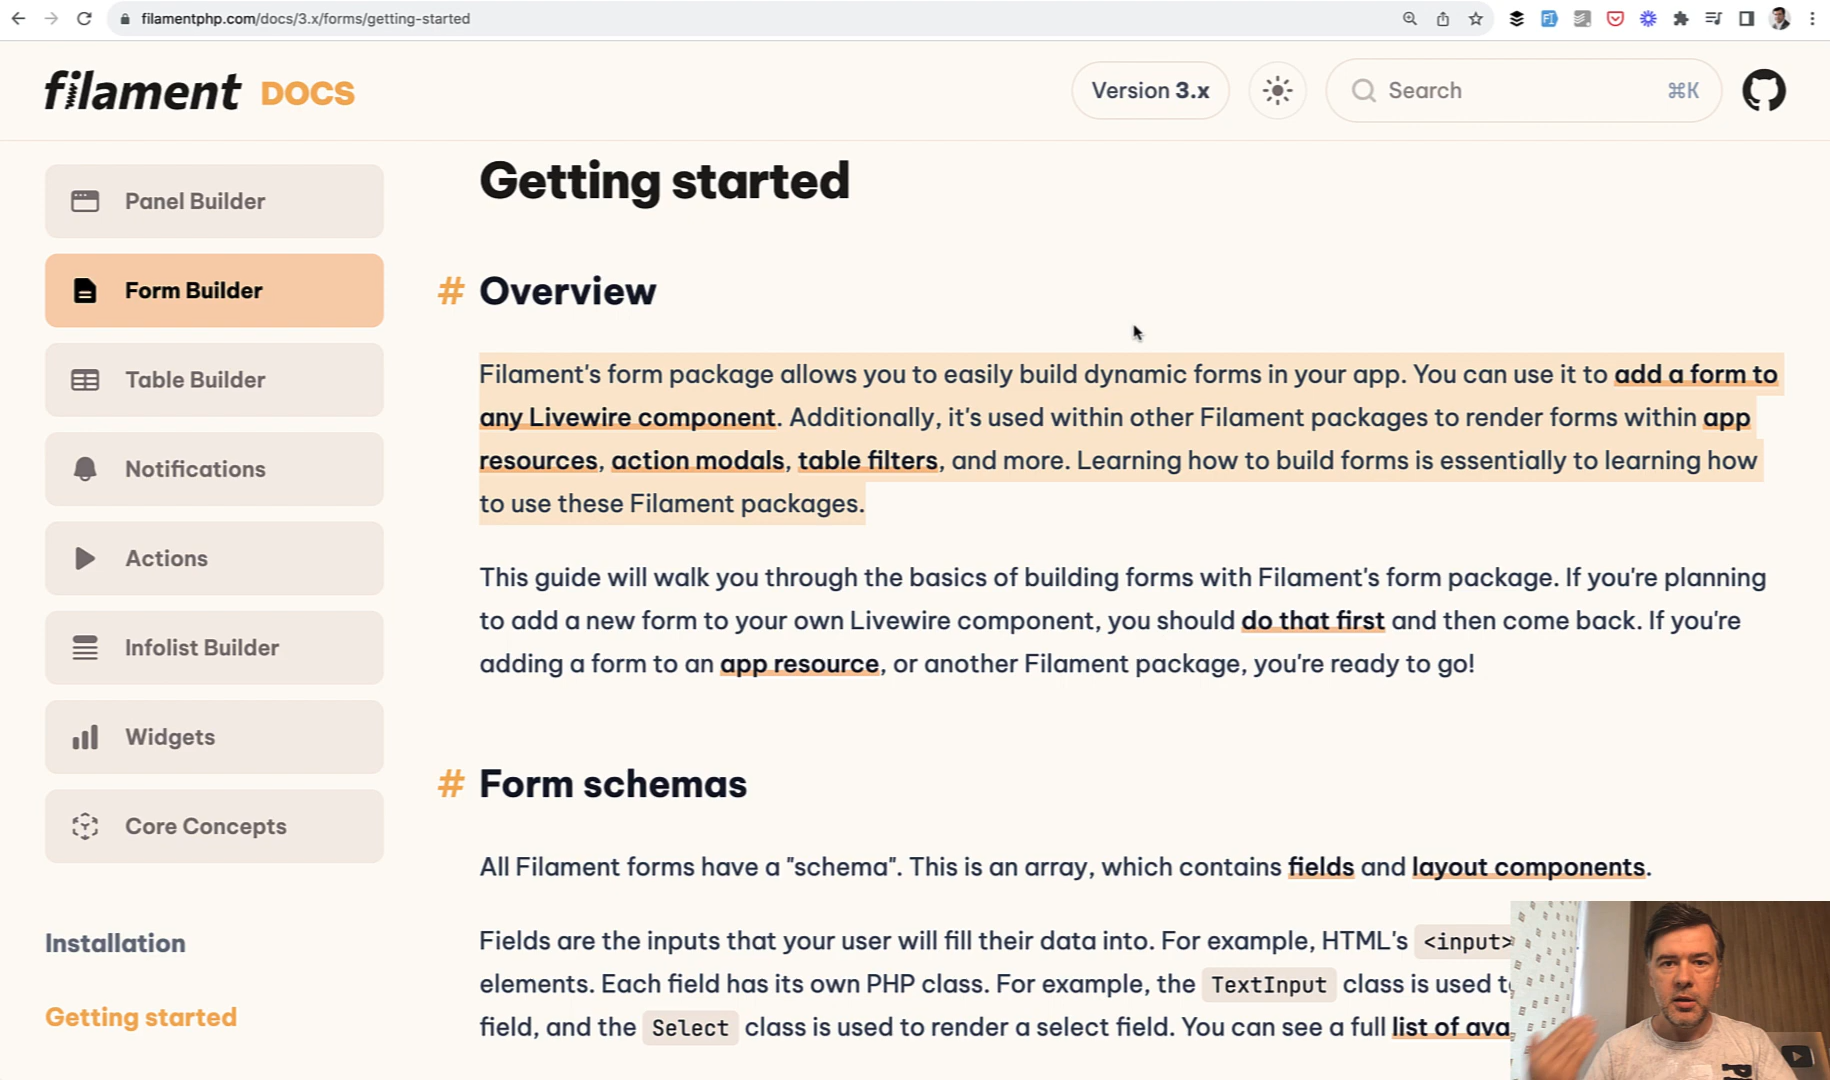 filamentphp.com/docs/3.x/forms/getting-started
filament DOCS
Version 3.x
Search
⌘K
Panel Builder
Form Builder
Table Builder
Notifications
Actions
Infolist Builder
Widgets
Core Concepts
Installation
Getting started
Getting started
# Overview
Filament's form package allows you to easily build dynamic forms in your app. You can use it to add a form to
any Livewire component. Additionally, it's used within other Filament packages to render forms within app
resources, action modals, table filters, and more. Learning how to build forms is essentially to learning how
to use these Filament packages.
This guide will walk you through the basics of building forms with Filament's form package. If you're planning
to add a new form to your own Livewire component, you should do that first and then come back. If you're
adding a form to an app resource, or another Filament package, you're ready to go!
# Form schemas
All Filament forms have a "schema". This is an array, which contains fields and layout components.
Fields are the inputs that your user will fill their data into. For example, HTML's <input>
elements. Each field has its own PHP class. For example, the TextInput class is used
field, and the Select class is used to render a select field. You can see a full list of